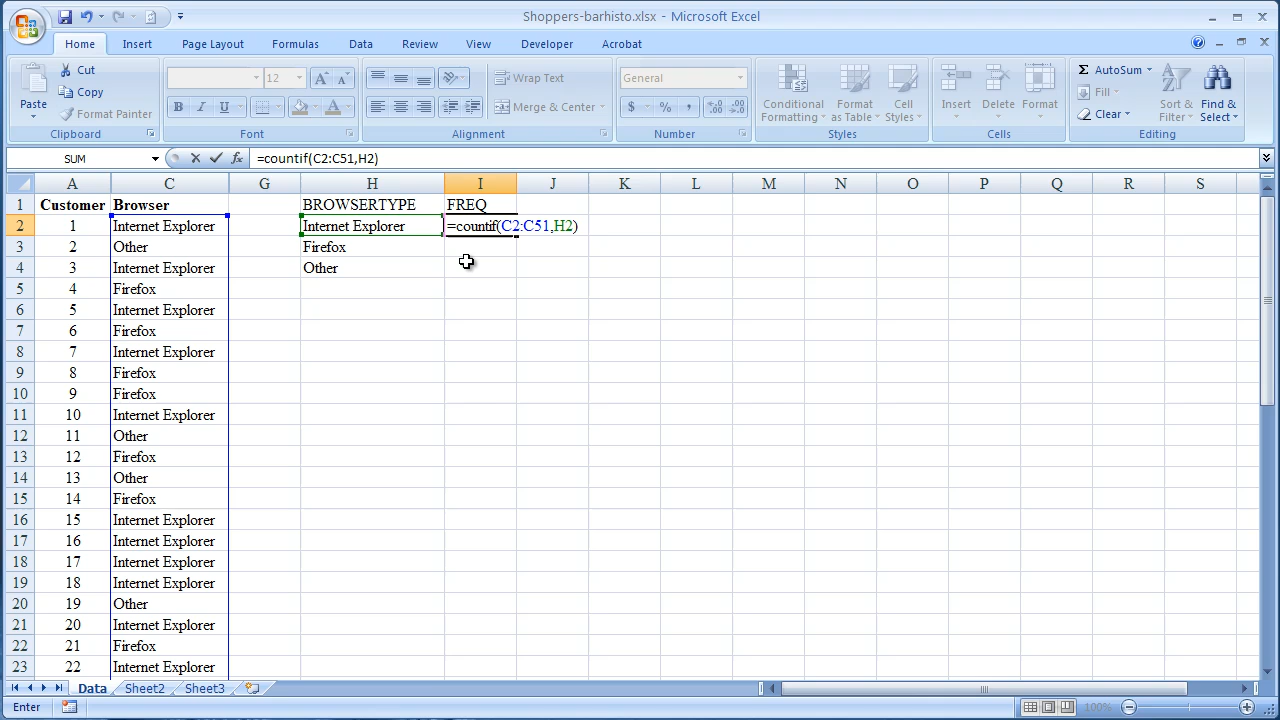 Shoppers-barhisto.xlsx - Microsoft Excel
Home Insert Page Layout Formulas Data Review View Developer Acrobat
Paste
Cut
Copy
Format Painter
Clipboard
12
Font
Wrap Text
Merge & Center
Alignment
General
Number
Conditional Formatting
Format as Table
Cell Styles
Styles
Insert
Delete
Format
Cells
AutoSum
Fill
Clear
Sort & Filter
Find & Select
Editing
SUM =countif(C2:C51,H2)
A C G H I J K L M N O P Q R S
1 Customer Browser BROWSERTYPE FREQ
2 1 Internet Explorer Internet Explorer =countif(C2:C51,H2)
3 2 Other Firefox
4 3 Internet Explorer Other
5 4 Firefox
6 5 Internet Explorer
7 6 Firefox
8 7 Internet Explorer
9 8 Firefox
10 9 Firefox
11 10 Internet Explorer
12 11 Other
13 12 Firefox
14 13 Other
15 14 Firefox
16 15 Internet Explorer
17 16 Internet Explorer
18 17 Internet Explorer
19 18 Internet Explorer
20 19 Other
21 20 Internet Explorer
22 21 Firefox
23 22 Internet Explorer
Data Sheet2 Sheet3
Enter 100%